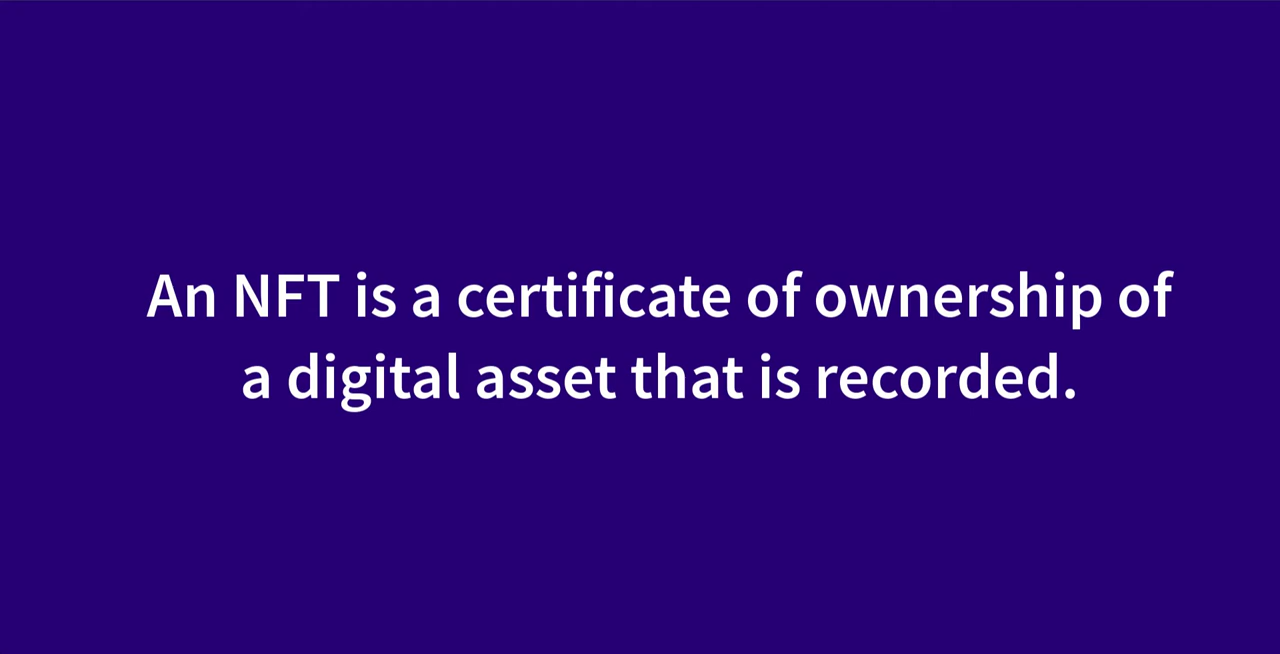 An NFT is a certificate of ownership of
a digital asset that is recorded.